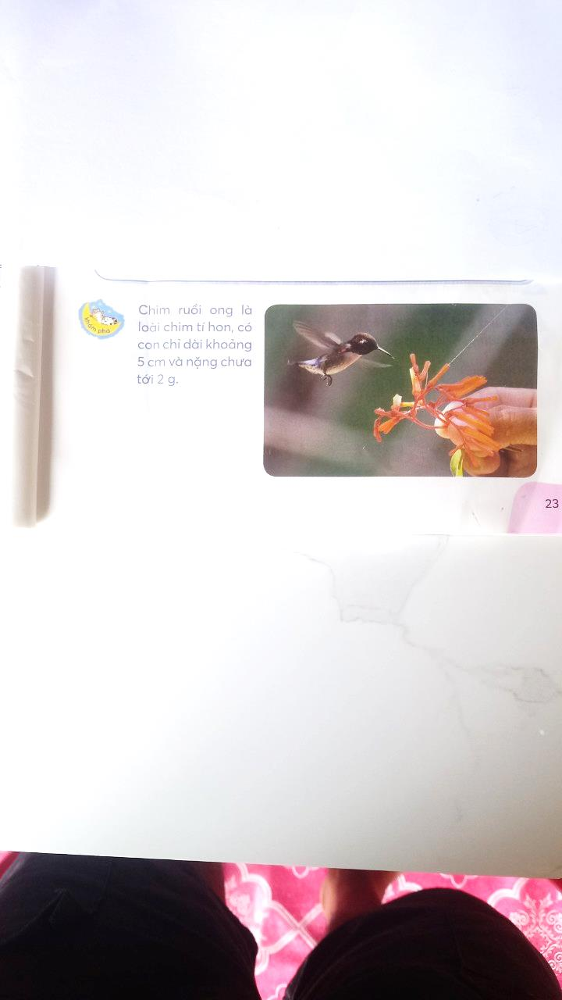 khám phá
Chim ruồi ong là
loài chim tí hon, có
con chỉ dài khoảng
5 cm và nặng chưa
tới 2 g.
23